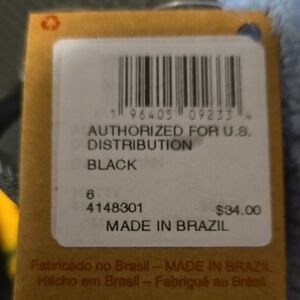 1 96405 09233 4
AUTHORIZED FOR U.S.
DISTRIBUTION
BLACK
6
4148301 $34.00
MADE IN BRAZIL
Fabricado no Brasil – MADE IN BRAZIL
Hecho en Brasil – Fabriqué au Brésil